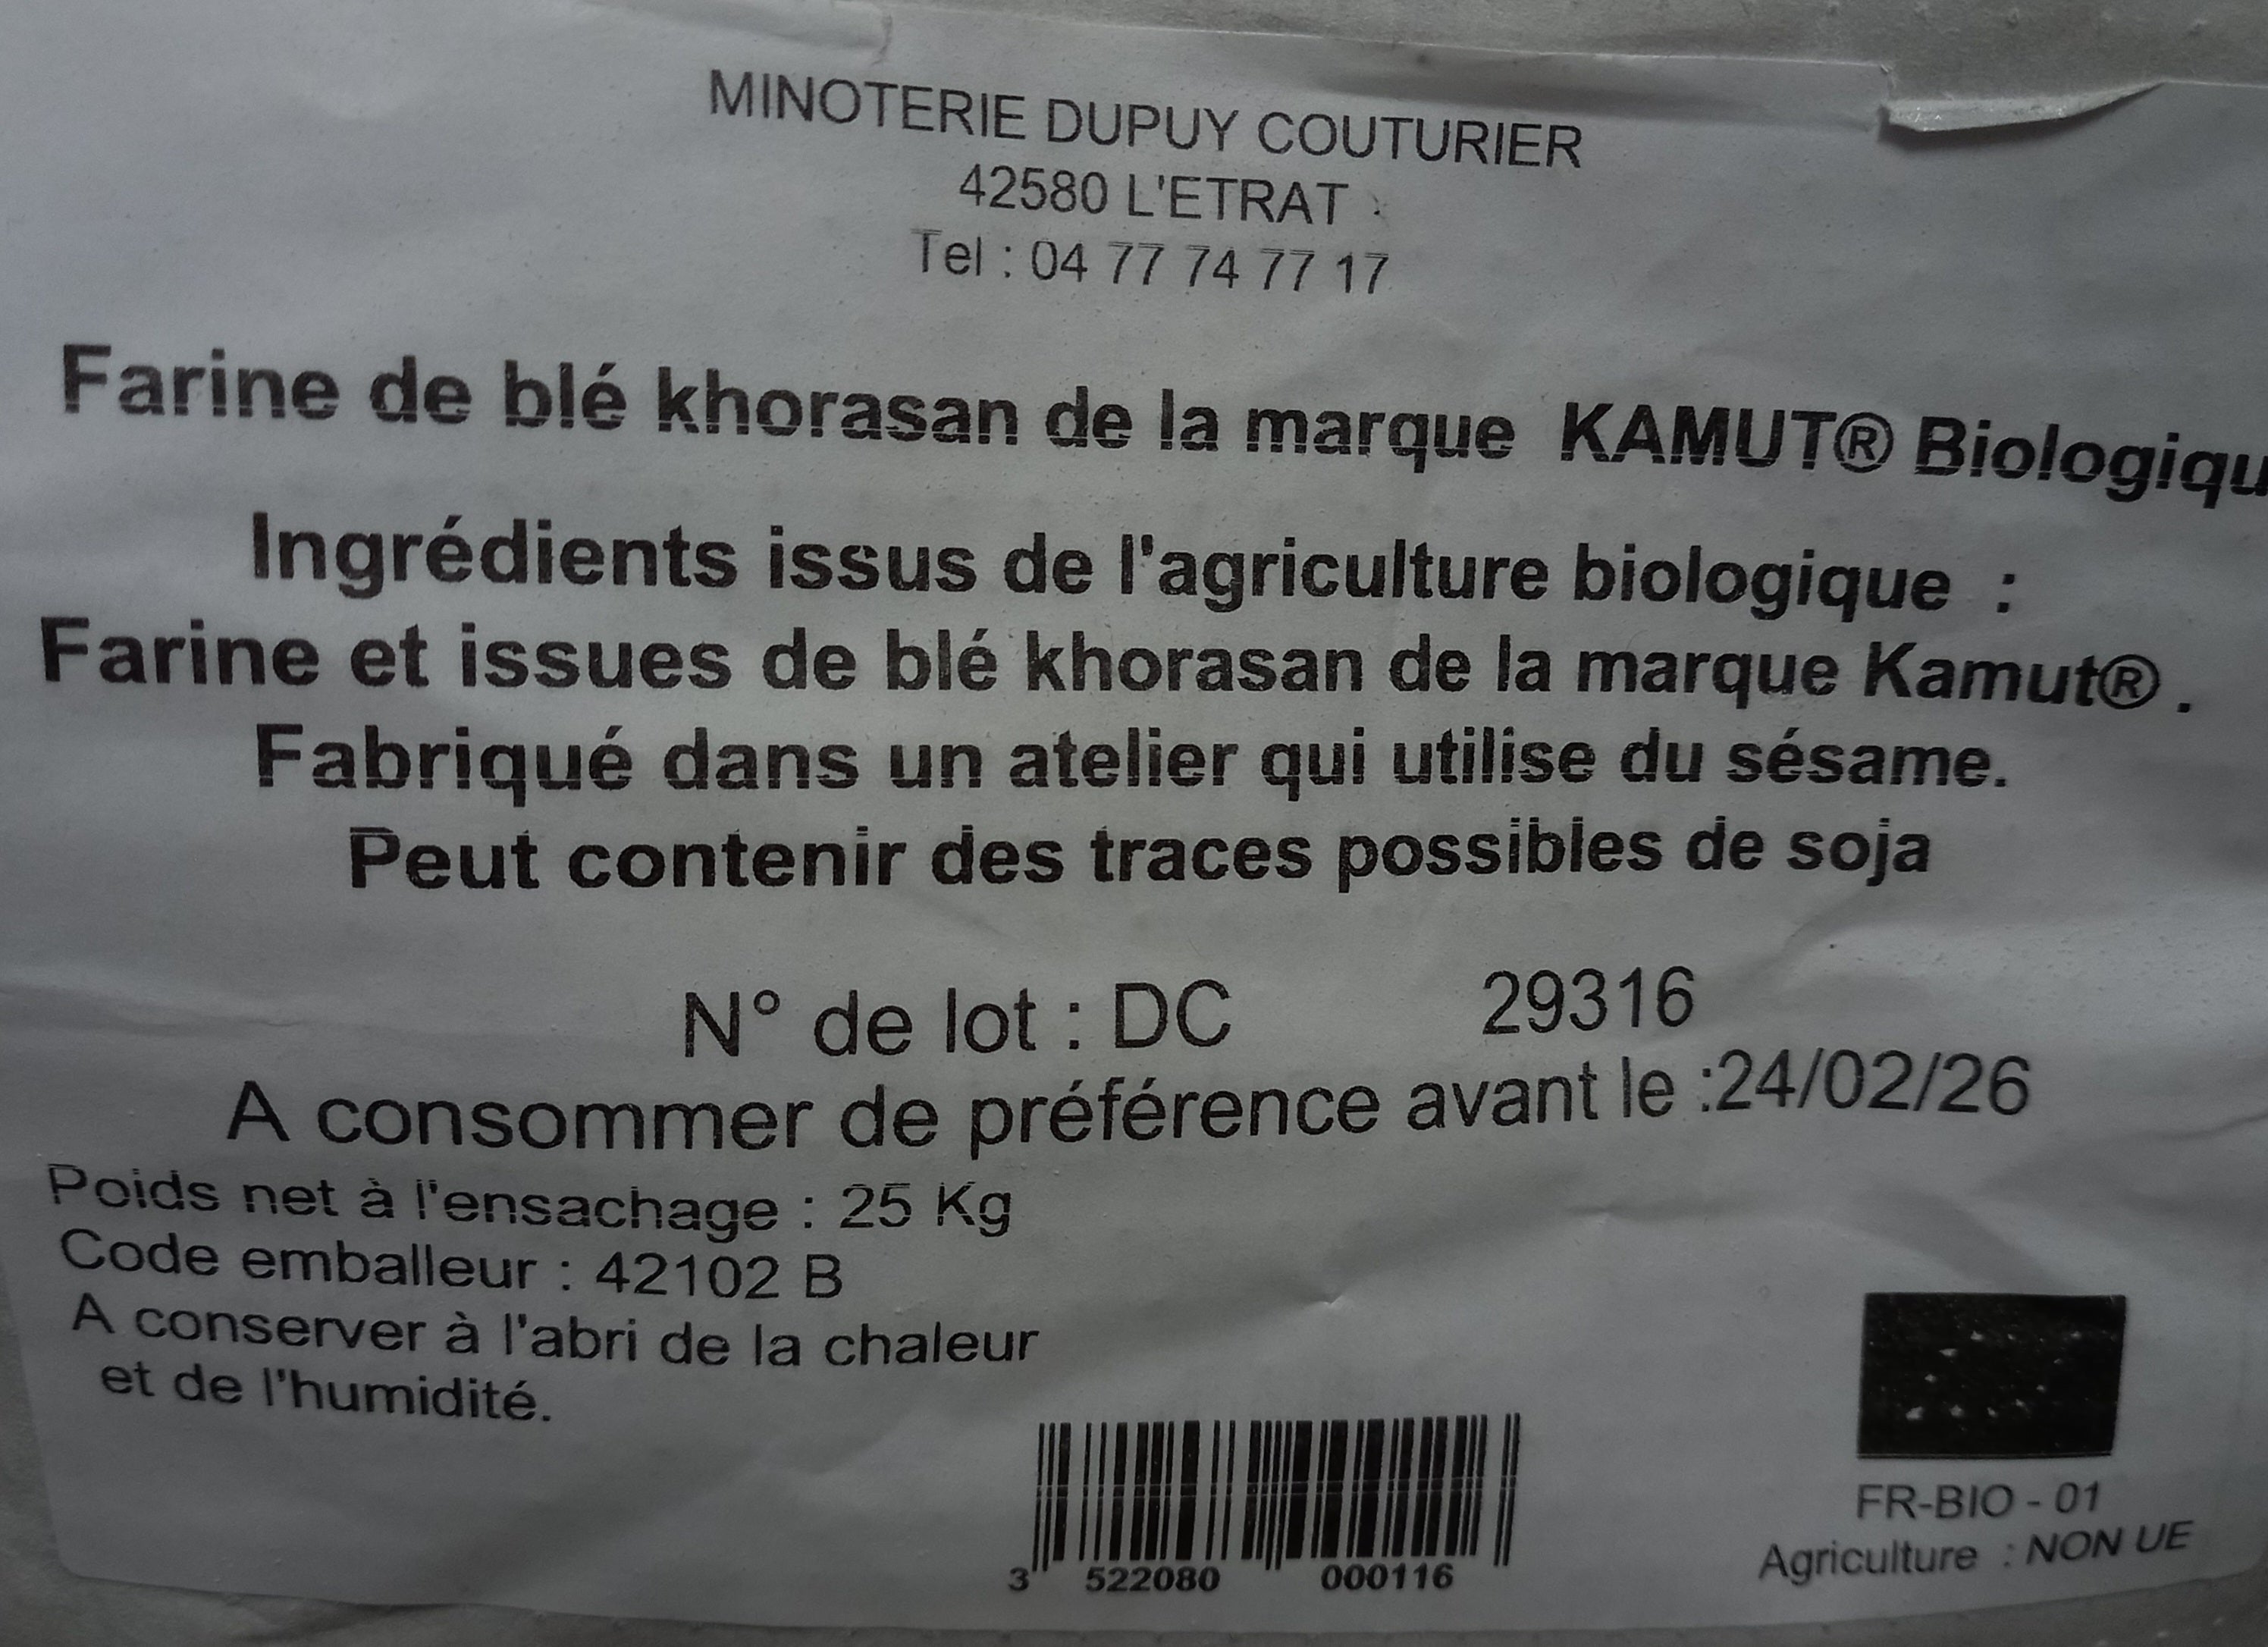 MINOTERIE DUPUY COUTURIER
42580 L'ETRAT
Tel : 04 77 74 77 17
Farine de blé khorasan de la marque KAMUT® Biologiqu
Ingrédients issus de l'agriculture biologique :
Farine et issues de blé khorasan de la marque Kamut® .
Fabriqué dans un atelier qui utilise du sésame.
Peut contenir des traces possibles de soja
N° de lot : DC 29316
A consommer de préférence avant le :24/02/26
Poids net à l'ensachage : 25 Kg
Code emballeur : 42102 B
A conserver à l'abri de la chaleur
et de l'humidité.
3 522080 000116
FR-BIO - 01
Agriculture : NON UE